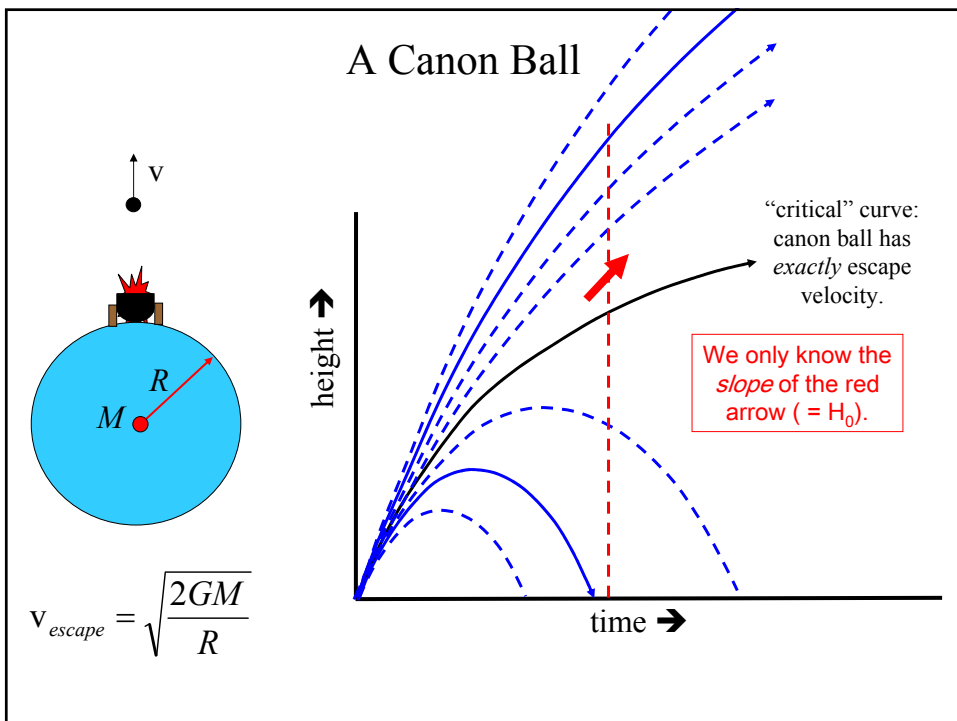 A Canon Ball
v
R
M
v escape = √(2GM/R)
height ➔
time ➔
“critical” curve:
canon ball has
exactly escape
velocity.
We only know the
slope of the red
arrow ( = H₀).